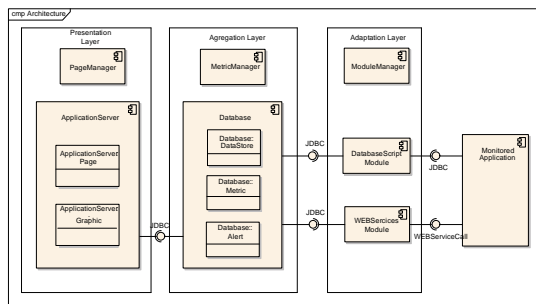 cmp Architecture
Presentation
Layer
PageManager
ApplicationServer
ApplicationServer
Page
ApplicationServer
Graphic
JDBC
Agregation Layer
MetricManager
Database
Database::
DataStore
Database::
Metric
Database::
Alert
JDBC
JDBC
Adaptation Layer
ModuleManager
DatabaseScript
Module
WEBSercices
Module
JDBC
WEBServiceCall
Monitored
Application